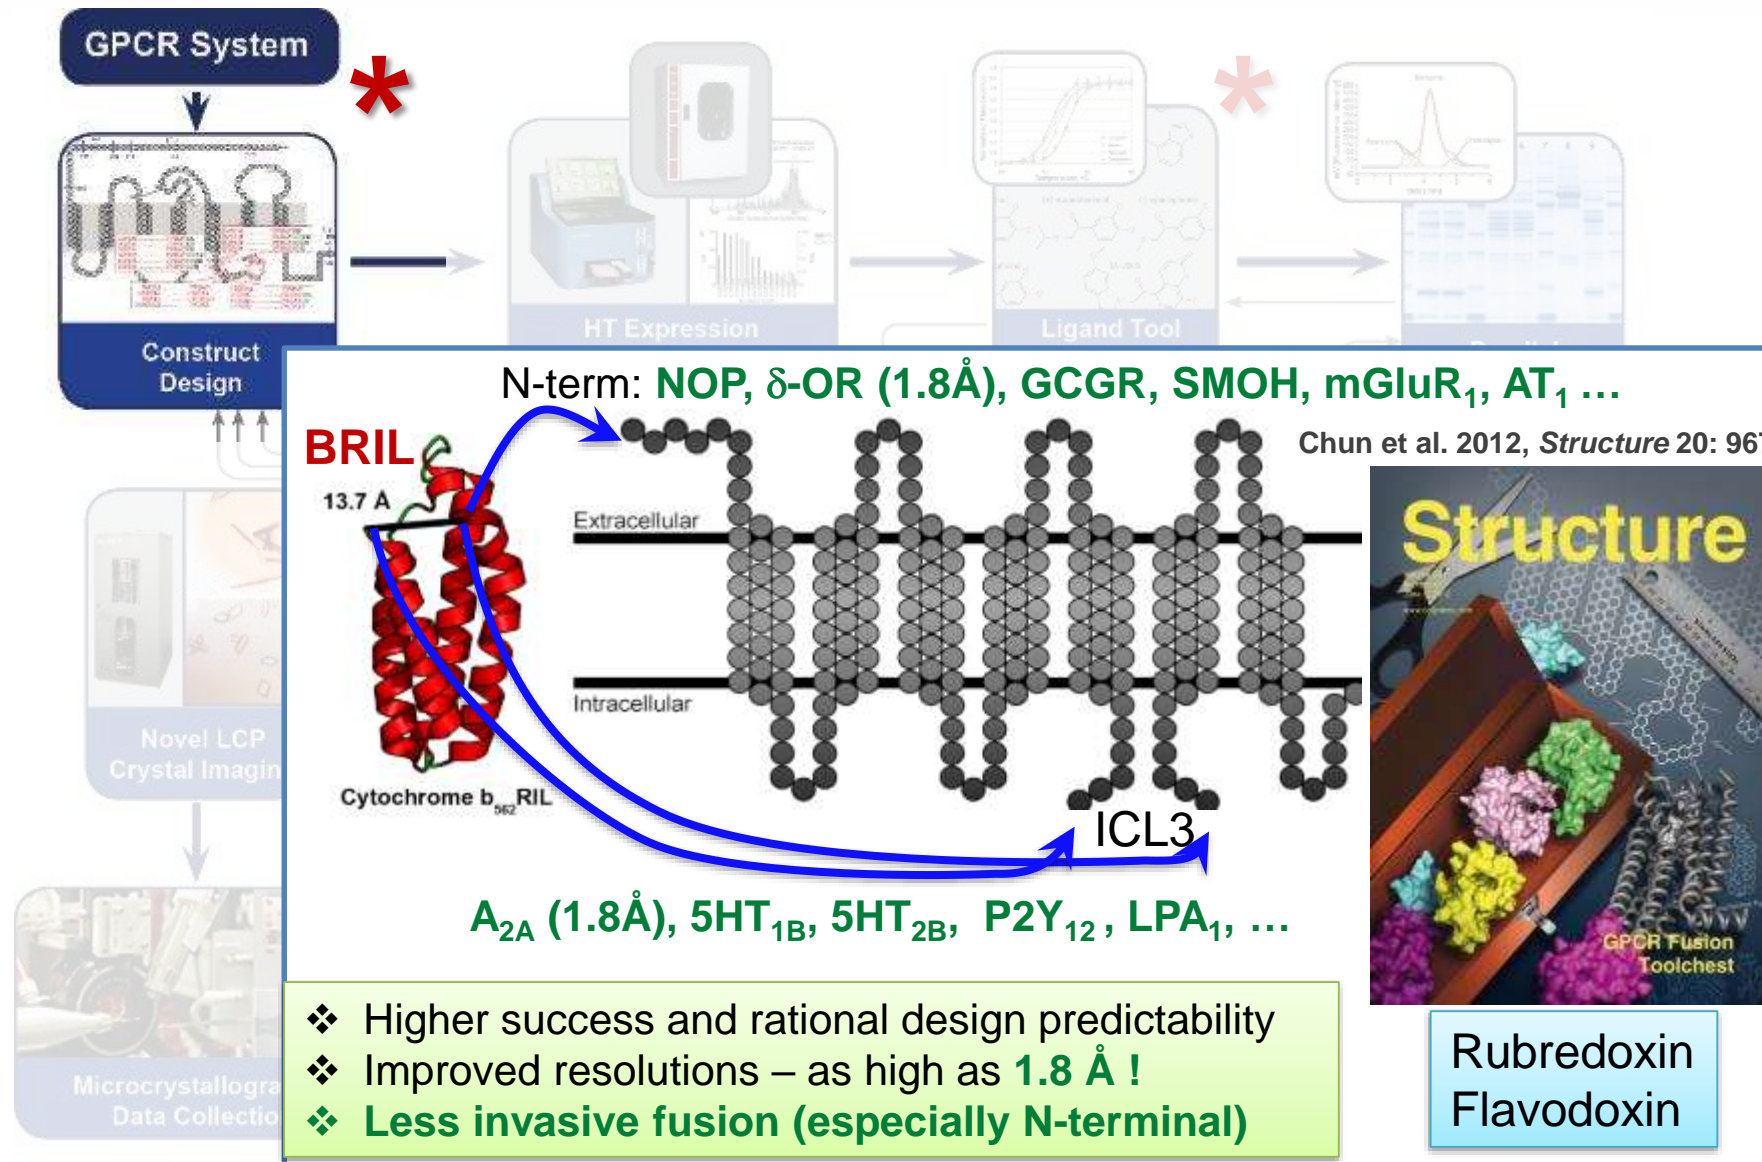 GPCR System
*
*
Construct
Design
HT Expression
Ligand Tool
N-term: NOP, δ-OR (1.8Å), GCGR, SMOH, mGluR₁, AT₁ …
Chun et al. 2012, Structure 20: 967
BRIL
13.7 Å
Extracellular
Intracellular
Cytochrome b₅₆₂RIL
ICL3
A₂A (1.8Å), 5HT₁B, 5HT₂B, P2Y₁₂, LPA₁, …
Structure
GPCR Fusion
Toolchest
Novel LCP
Crystal Imagin
Microcrystallogra
Data Collectio
❖ Higher success and rational design predictability
❖ Improved resolutions – as high as 1.8 Å !
❖ Less invasive fusion (especially N-terminal)
Rubredoxin
Flavodoxin